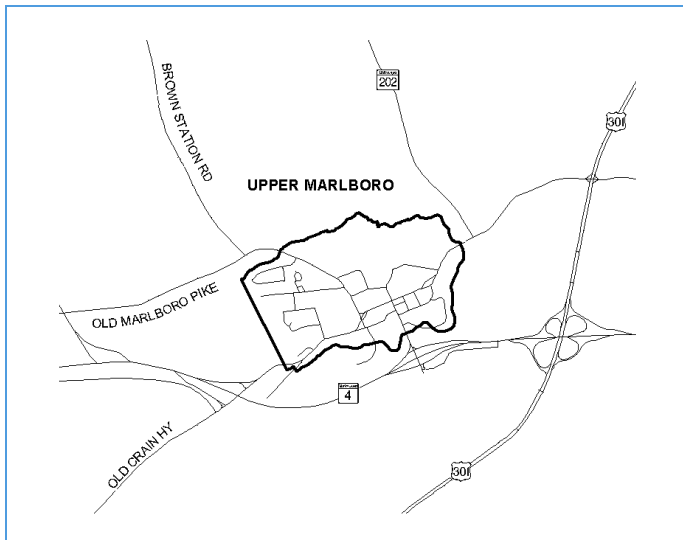 BROWN STATION RD
202
301
UPPER MARLBORO
OLD MARLBORO PIKE
4
OLD CRAIN HY
301